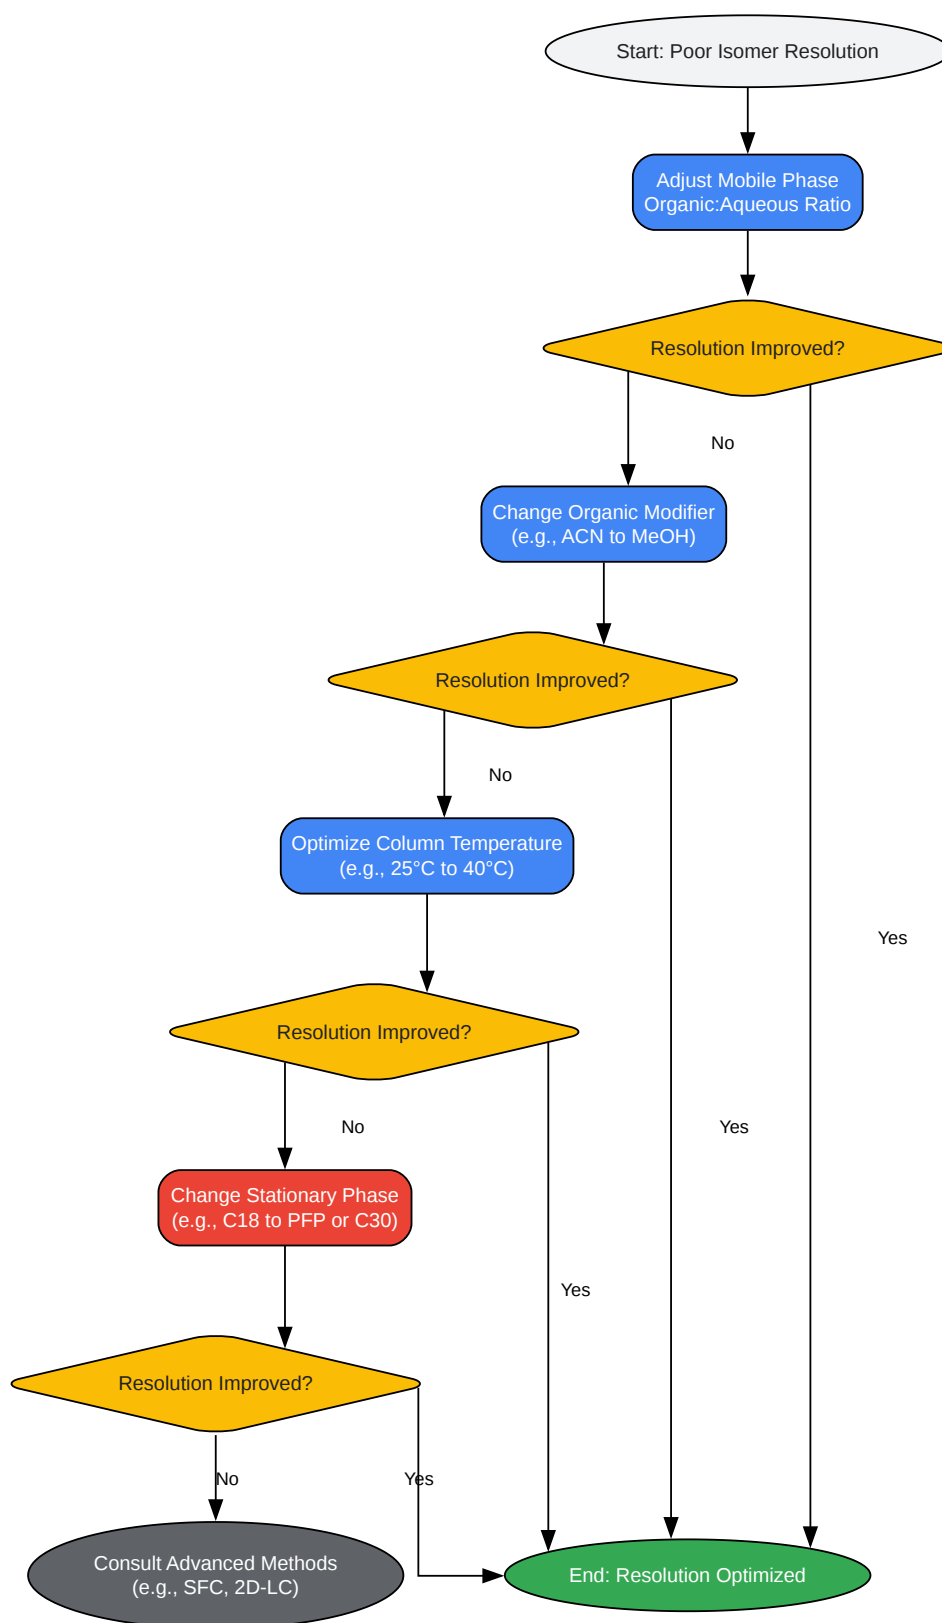 Start: Poor Isomer Resolution
Adjust Mobile Phase
Organic:Aqueous Ratio
Resolution Improved?
No
Change Organic Modifier
(e.g., ACN to MeOH)
Resolution Improved?
No
Optimize Column Temperature
(e.g., 25°C to 40°C)
Yes
Resolution Improved?
No
Yes
Change Stationary Phase
(e.g., C18 to PFP or C30)
Yes
Resolution Improved?
No
Yes
Consult Advanced Methods
(e.g., SFC, 2D-LC)
End: Resolution Optimized